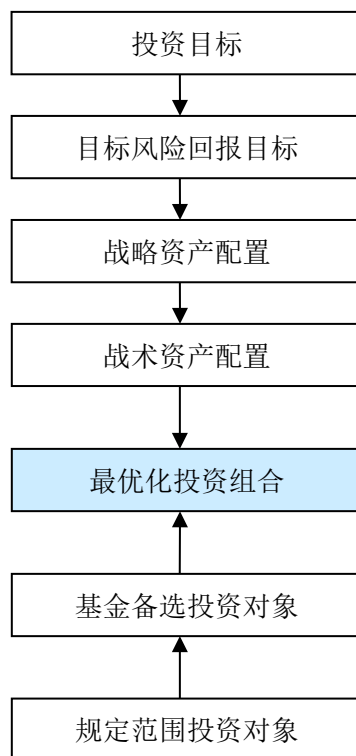 投资目标
目标风险回报目标
战略资产配置
战术资产配置
最优化投资组合
基金备选投资对象
规定范围投资对象